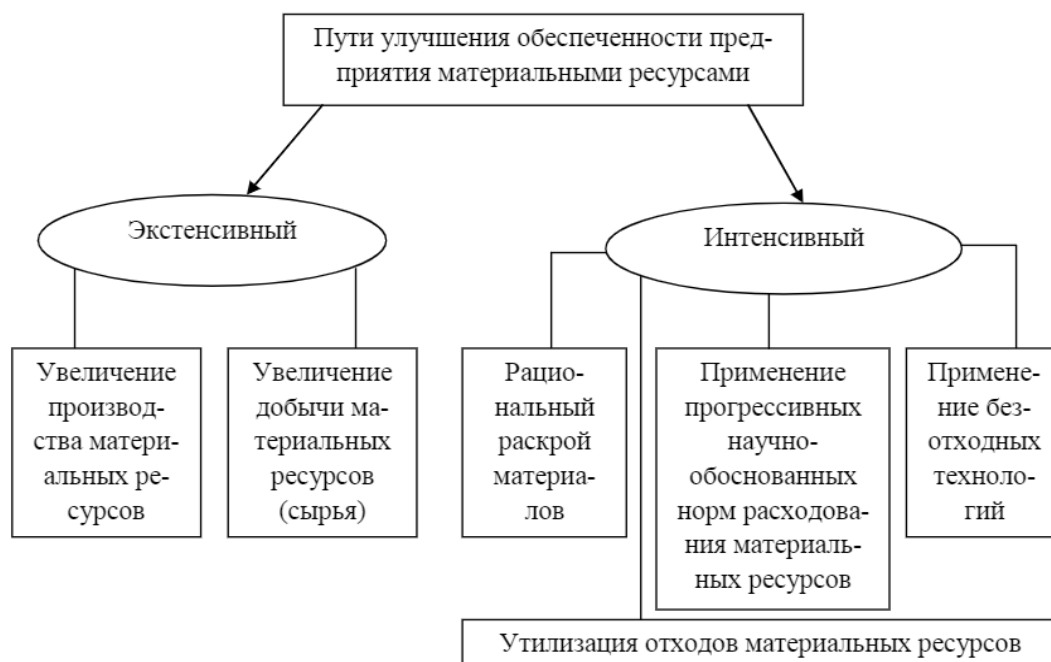 Пути улучшения обеспеченности пред-
приятия материальными ресурсами
Экстенсивный
Интенсивный
Увеличение
производ-
ства матери-
альных ре-
сурсов
Увеличение
добычи ма-
териальных
ресурсов
(сырья)
Рацио-
нальный
раскрой
материа-
лов
Применение
прогрессивных
научно-
обоснованных
норм расходова-
ния материаль-
ных ресурсов
Примене-
ние без-
отходных
техноло-
гий
Утилизация отходов материальных ресурсов